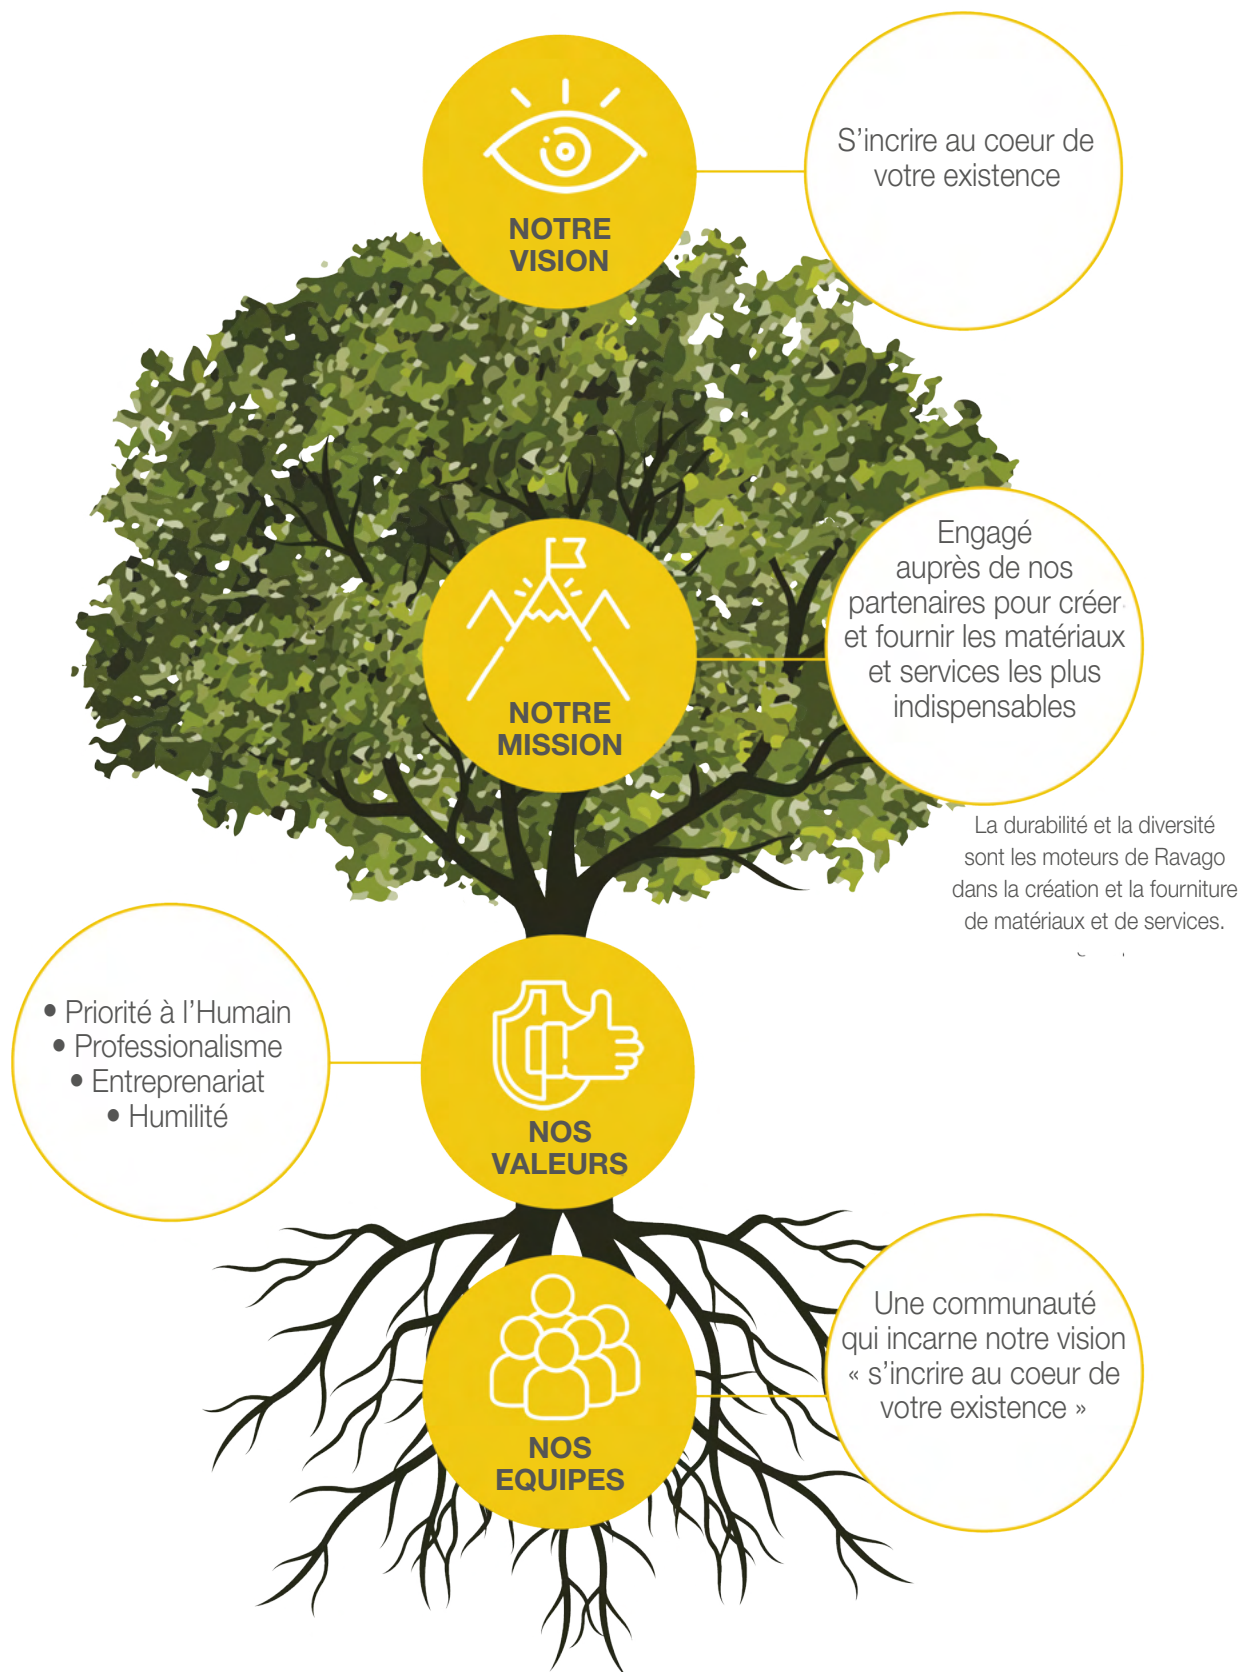 NOTRE
VISION
S'incrire au coeur de
votre existence
NOTRE
MISSION
Engagé
auprès de nos
partenaires pour créer
et fournir les matériaux
et services les plus
indispensables
La durabilité et la diversité
sont les moteurs de Ravago
dans la création et la fourniture
de matériaux et de services.
NOS
VALEURS
• Priorité à l'Humain
• Professionalisme
• Entreprenariat
• Humilité
NOS
EQUIPES
Une communauté
qui incarne notre vision
« s'incrire au coeur de
votre existence »